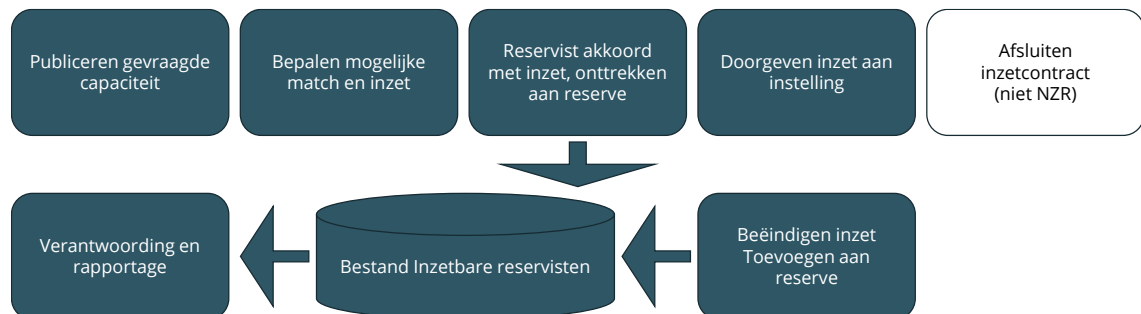 Publiceren gevraagde
capaciteit
Bepalen mogelijke
match en inzet
Reservist akkoord
met inzet, onttrekken
aan reserve
Doorgeven inzet aan
instelling
Afsluiten
inzetcontract
(niet NZR)
Verantwoording en
rapportage
Bestand Inzetbare reservisten
Beëindigen inzet
Toevoegen aan
reserve